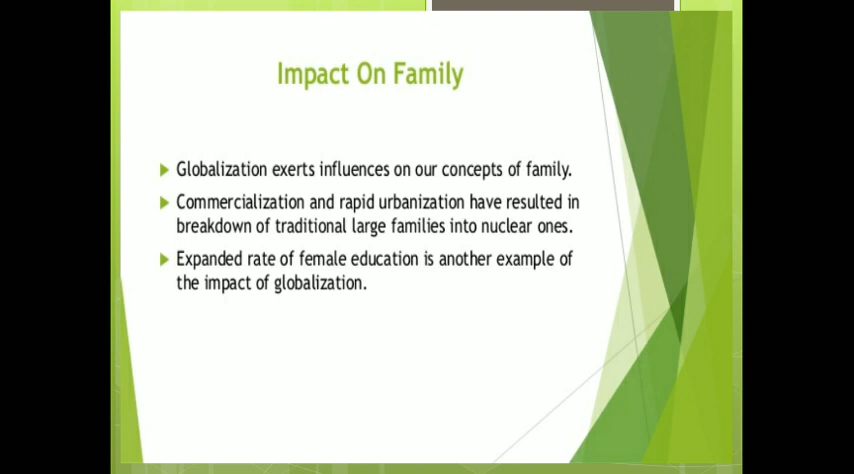 Impact On Family
Globalization exerts influences on our concepts of family.
Commercialization and rapid urbanization have resulted in
breakdown of traditional large families into nuclear ones.
Expanded rate of female education is another example of
the impact of globalization.